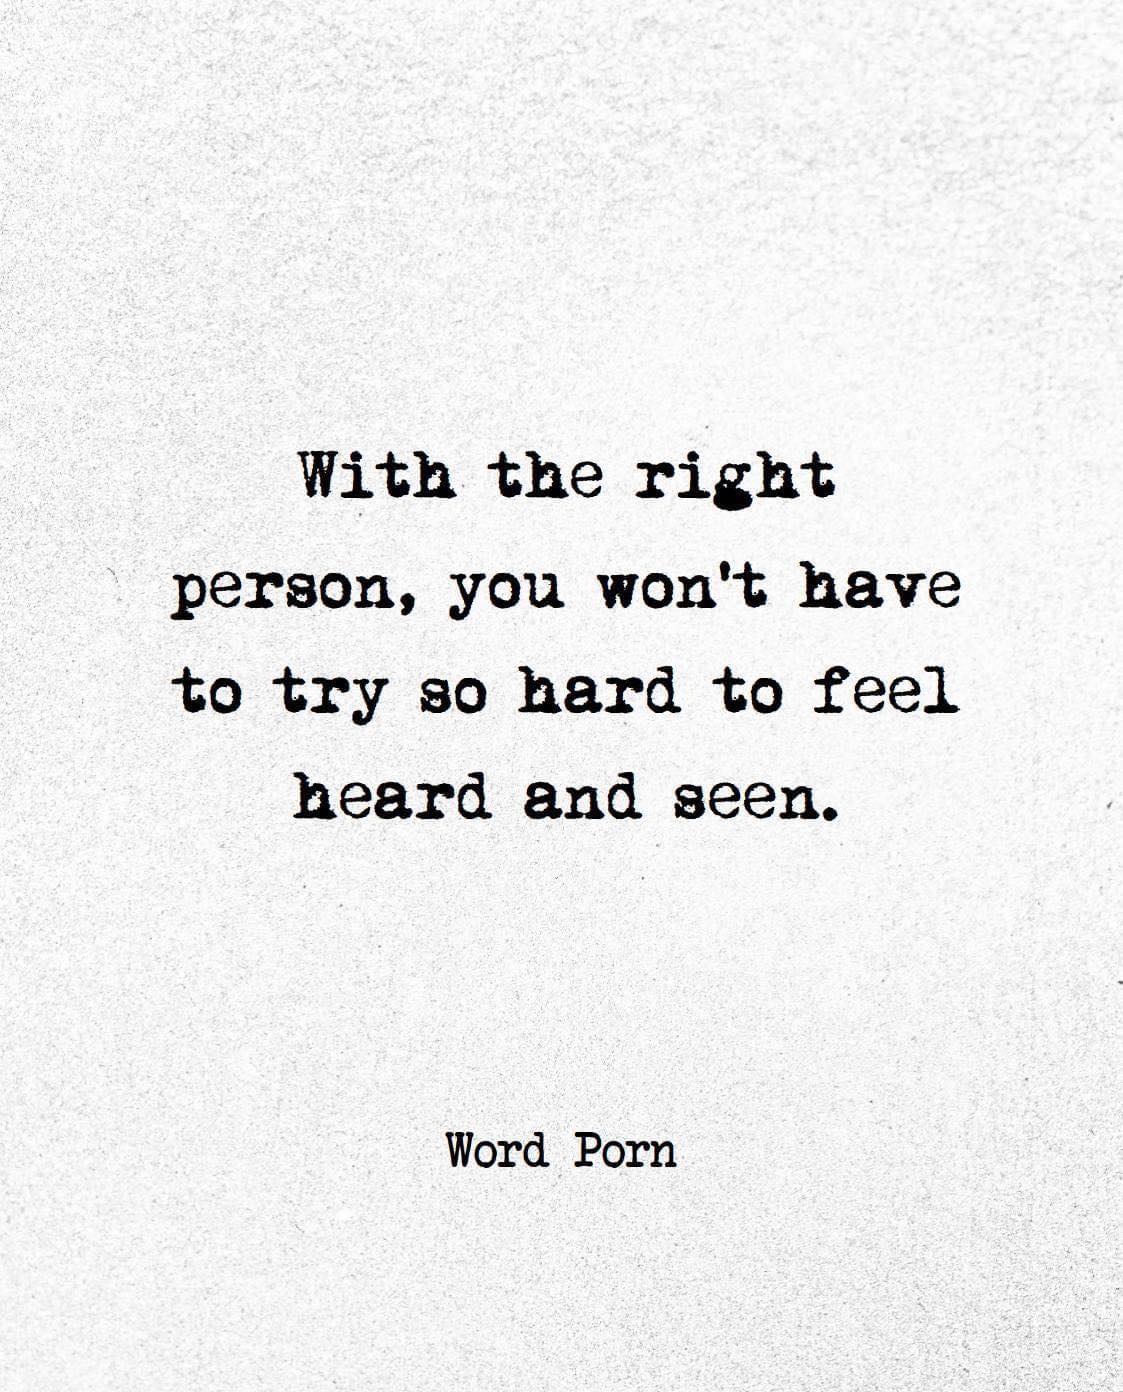 With the right
person, you won't have
to try so hard to feel
heard and seen.
Word Porn